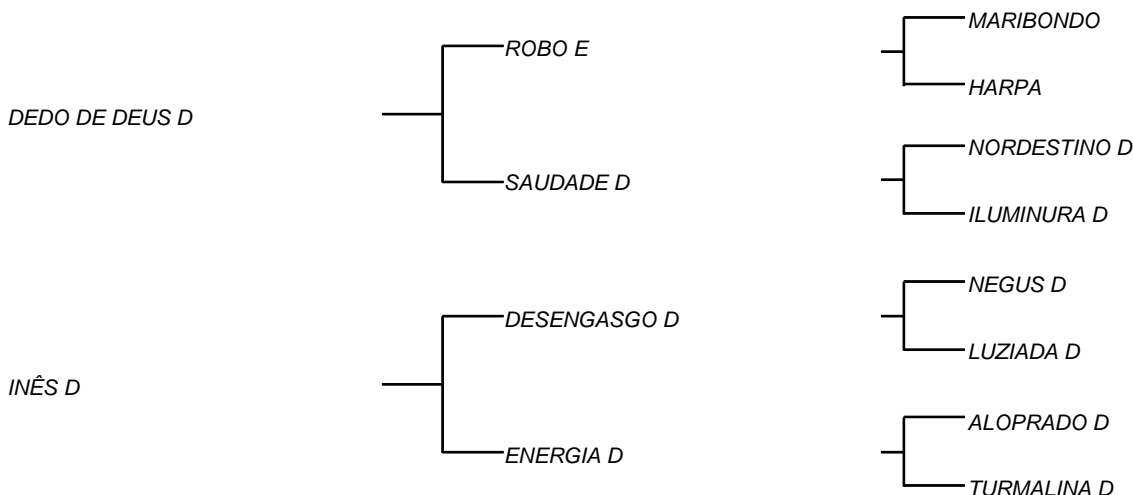 MARIBONDO
ROBO E
HARPA
DEDO DE DEUS D
NORDESTINO D
SAUDADE D
ILUMINURA D
NEGUS D
DESENGASGO D
LUZIADA D
INÊS D
ALOPRADO D
ENERGIA D
TURMALINA D